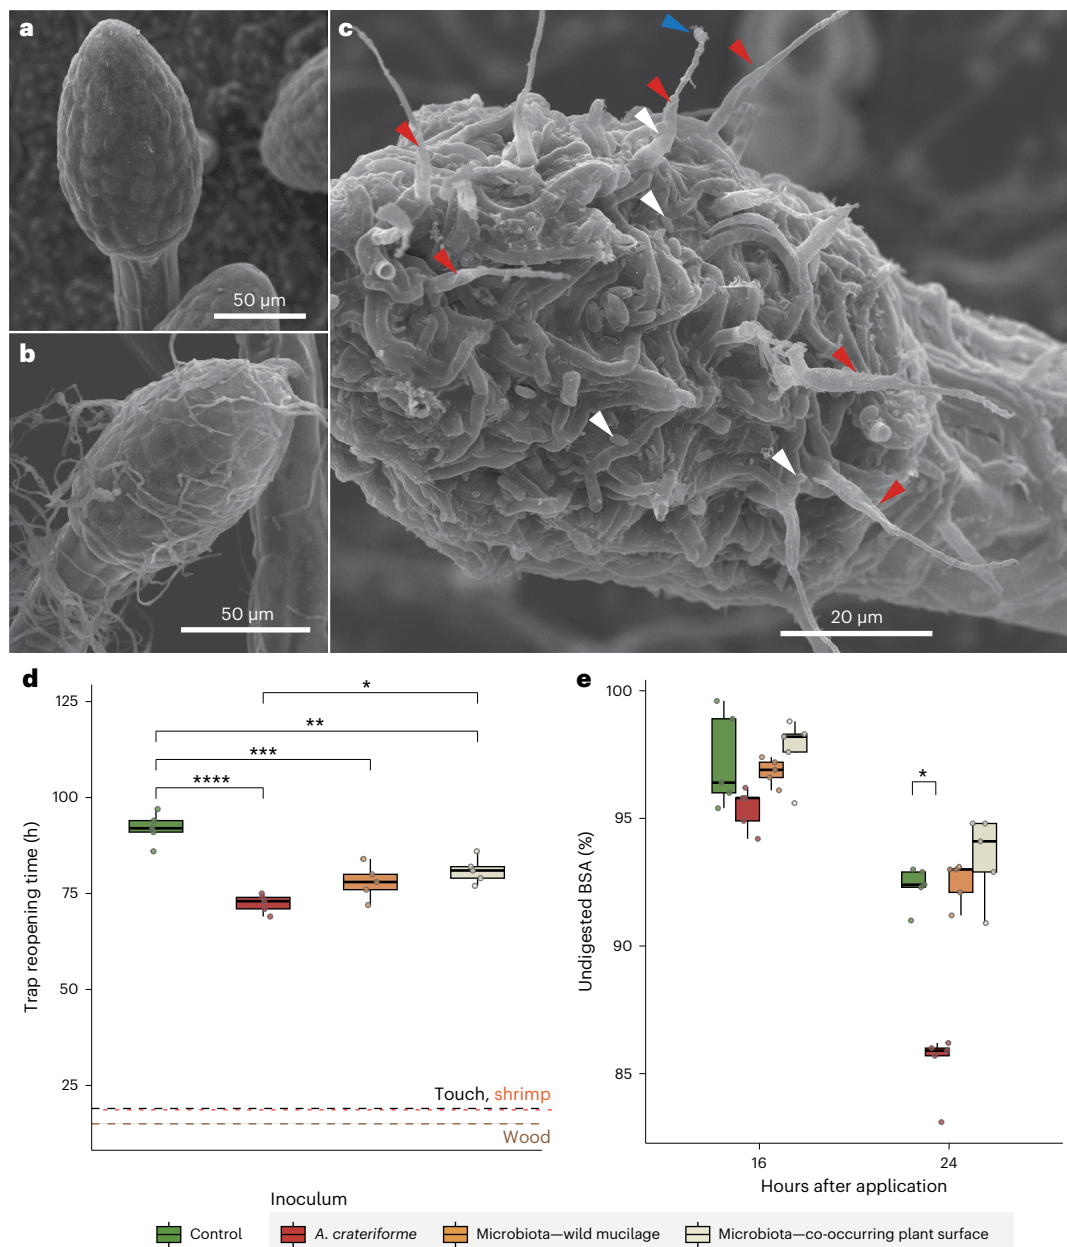 a
50 µm
b
50 µm
c
20 µm
d
Trap reopening time (h)
125
100
75
50
25
*
**
***
****
Touch, shrimp
Wood
e
Undigested BSA (%)
100
95
90
85
*
16
24
Hours after application
Inoculum
Control
A. crateriforme
Microbiota—wild mucilage
Microbiota—co-occurring plant surface